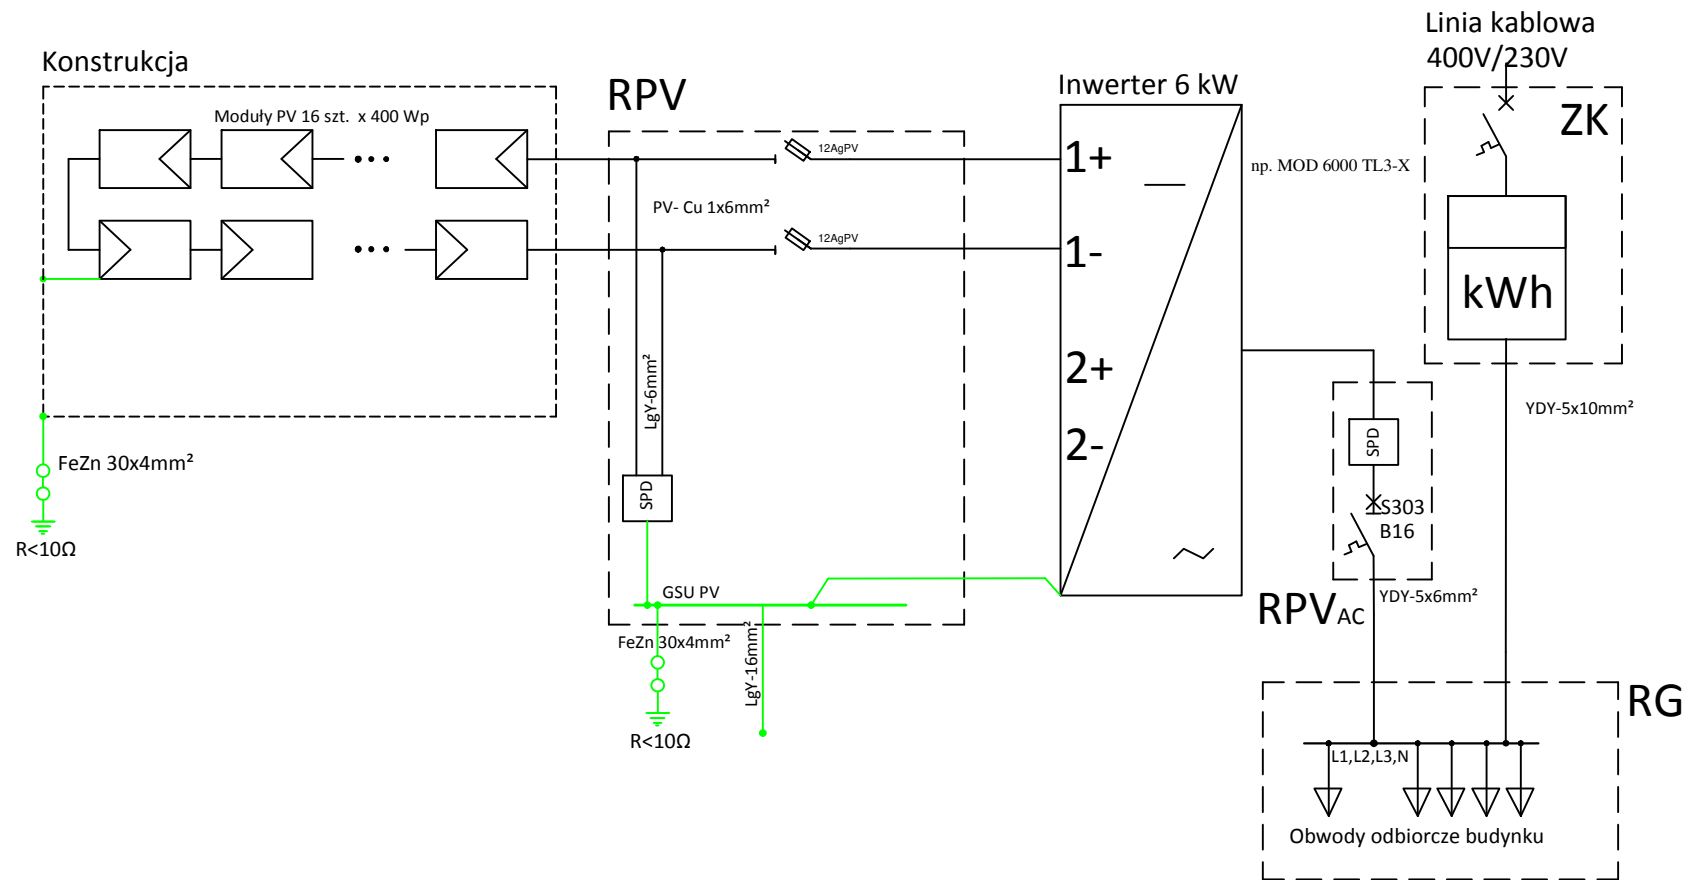 Konstrukcja
Moduły PV 16 szt. x 400 Wp
FeZn 30x4mm²
R<10Ω
RPV
12AgPV
PV- Cu 1x6mm²
12AgPV
LgY-6mm²
SPD
GSU PV
FeZn 30x4mm²
LgY-16mm²
R<10Ω
Inwerter 6 kW
1+
1-
2+
2-
np. MOD 6000 TL3-X
Linia kablowa
400V/230V
ZK
kWh
YDY-5x10mm²
SPD
S303
B16
RPVAC
YDY-5x6mm²
RG
L1,L2,L3,N
Obwody odbiorcze budynku